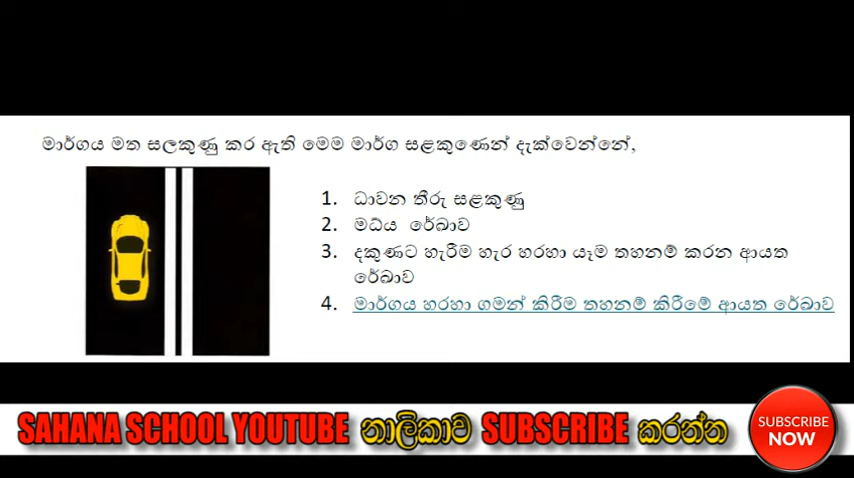 මාර්ගය මත සලකුණු කර ඇති මෙම මාර්ග සළකුණෙන් දැක්වෙන්නේ,
1. ධාවන තීරු සළකුණු
2. මධ්ය රේඛාව
3. දකුණට හැරීම හැර හරහා යෑම තහනම් කරන ආයත
රේඛාව
4. මාර්ගය හරහා ගමන් කිරීම තහනම් කිරීමේ ආයත රේඛාව
SAHANA SCHOOL YOUTUBE නාලිකාව SUBSCRIBE කරන්න
SUBSCRIBE
NOW